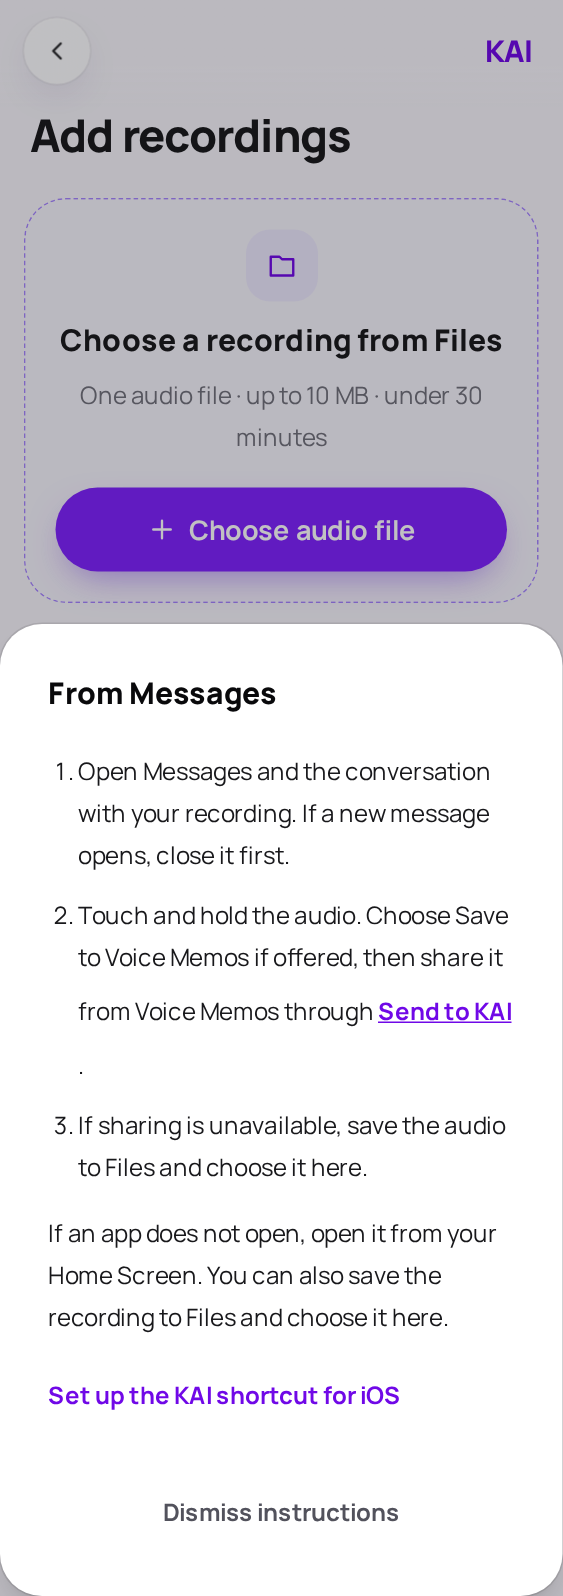 KAI
Add recordings
Choose a recording from Files
One audio file · up to 10 MB · under 30
minutes
+ Choose audio file
From Messages
1. Open Messages and the conversation
with your recording. If a new message
opens, close it first.
2. Touch and hold the audio. Choose Save
to Voice Memos if offered, then share it
from Voice Memos through Send to KAI
.
3. If sharing is unavailable, save the audio
to Files and choose it here.
If an app does not open, open it from your
Home Screen. You can also save the
recording to Files and choose it here.
Set up the KAI shortcut for iOS
Dismiss instructions